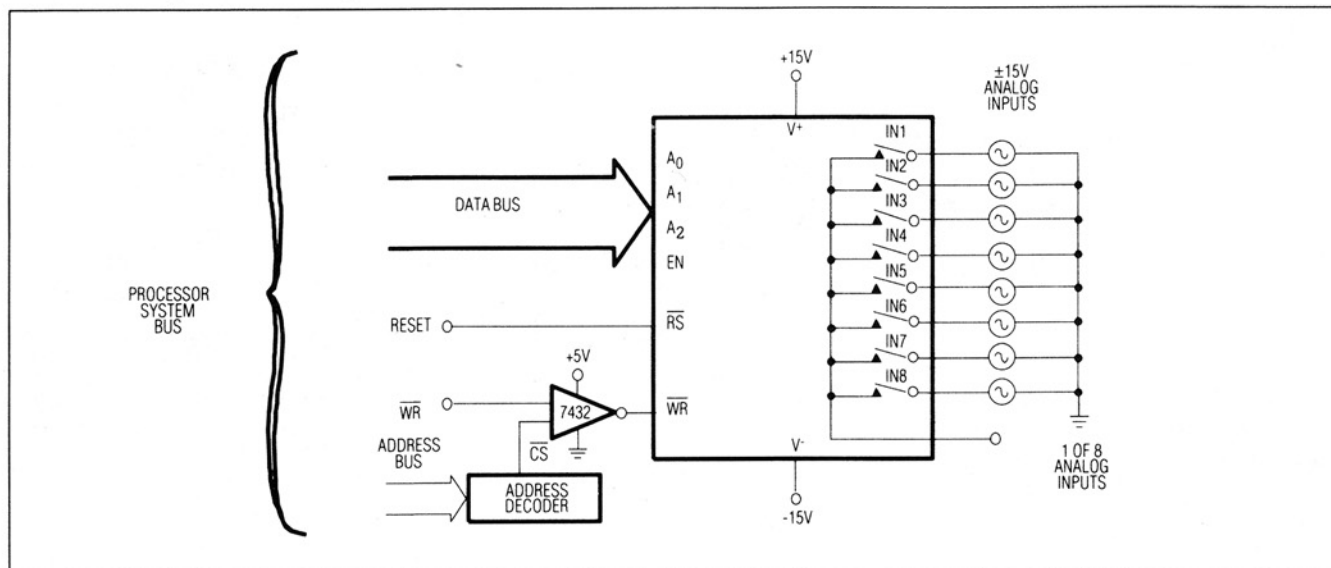 +15V
±15V
ANALOG
INPUTS
V+
IN1
IN2
IN3
IN4
IN5
IN6
IN7
IN8
A0
A1
A2
EN
DATA BUS
PROCESSOR
SYSTEM
BUS
RESET
RS
+5V
WR
7432
WR
CS
ADDRESS
BUS
ADDRESS
DECODER
V-
-15V
1 OF 8
ANALOG
INPUTS